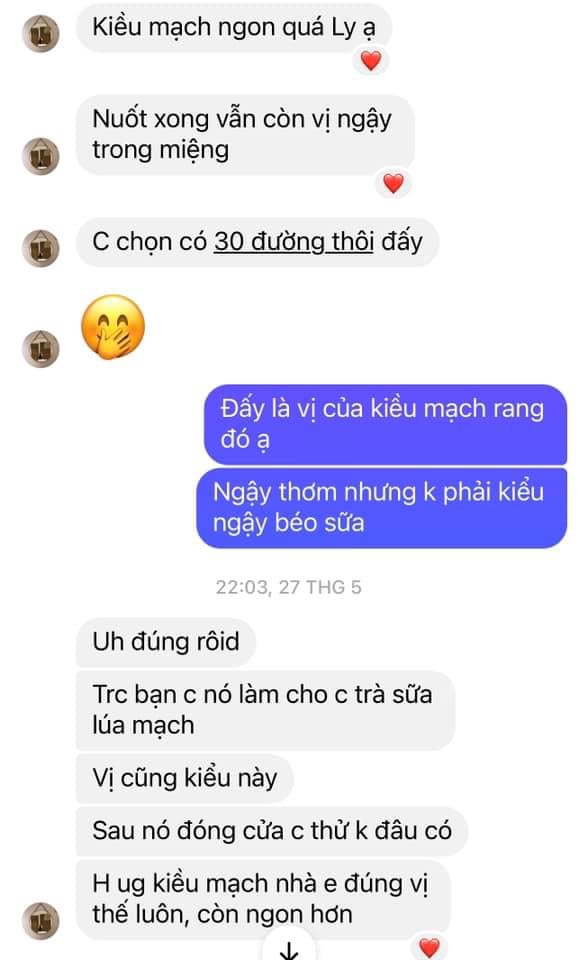 Kiều mạch ngon quá Ly ạ
Nuốt xong vẫn còn vị ngậy
trong miệng
C chọn có 30 đường thôi đấy
Đấy là vị của kiều mạch rang
đó ạ
Ngậy thơm nhưng k phải kiểu
ngậy béo sữa
22:03, 27 THG 5
Uh đúng rôid
Trc bạn c nó làm cho c trà sữa
lúa mạch
Vị cũng kiểu này
Sau nó đóng cửa c thử k đâu có
H ug kiều mạch nhà e đúng vị
thế luôn, còn ngon hơn